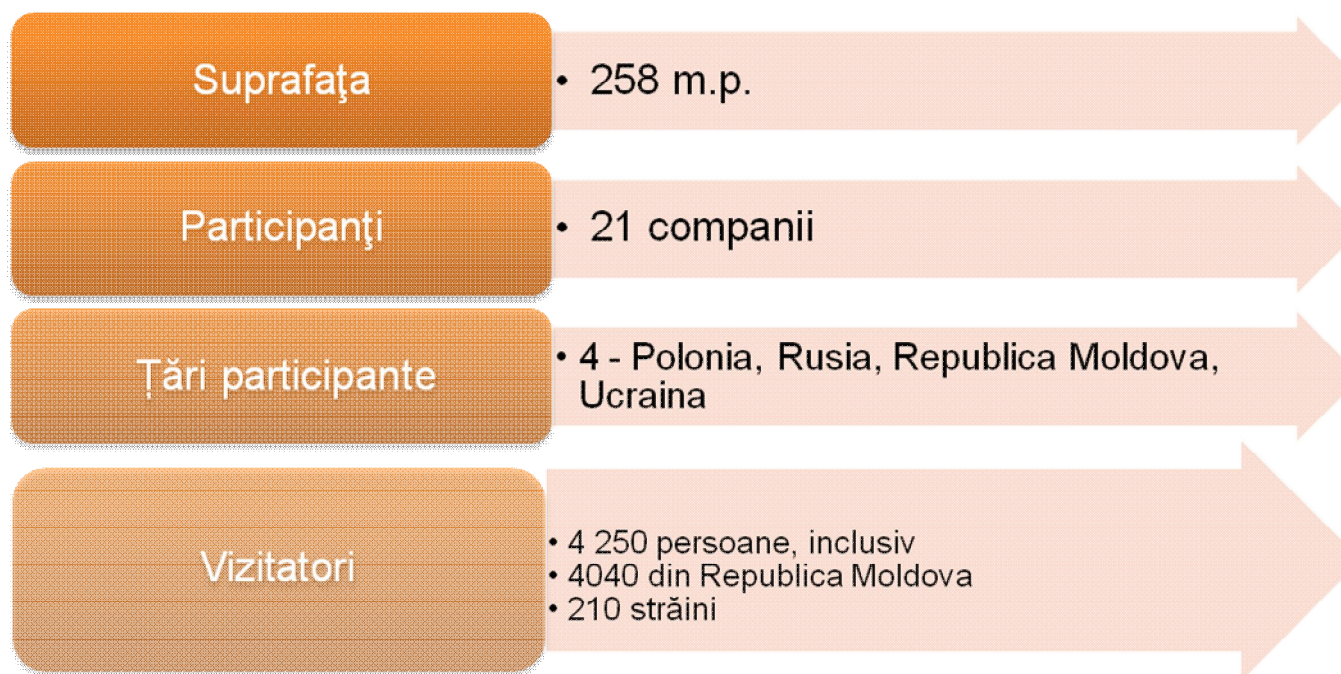 Suprafaţa
• 258 m.p.
Participanţi
• 21 companii
Țări participante
• 4 - Polonia, Rusia, Republica Moldova,
Ucraina
Vizitatori
• 4 250 persoane, inclusiv
• 4040 din Republica Moldova
• 210 străini